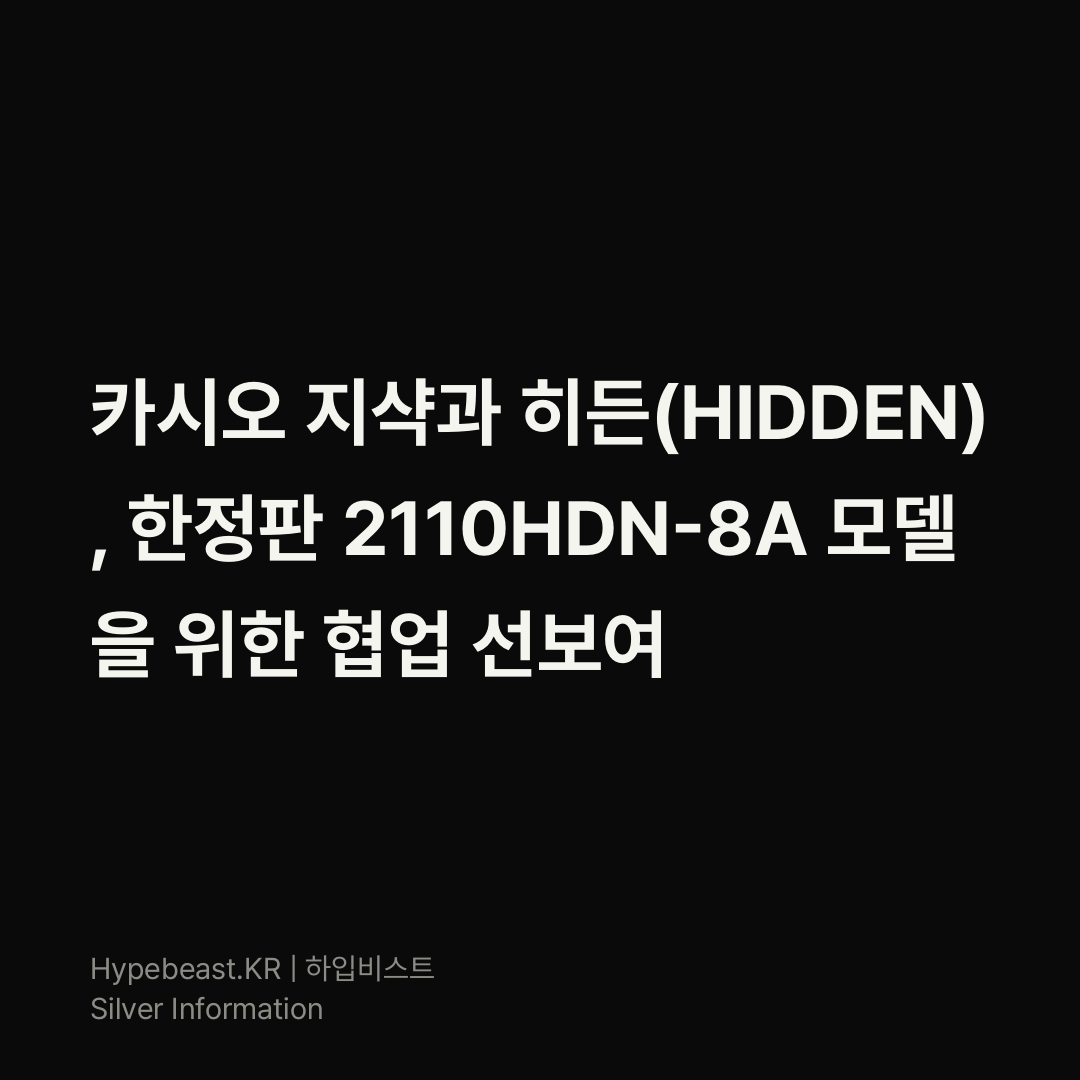 카시오 지샥과 히든(HIDDEN)
, 한정판 2110HDN-8A 모델
을 위한 협업 선보여
Hypebeast.KR | 하입비스트
Silver Information